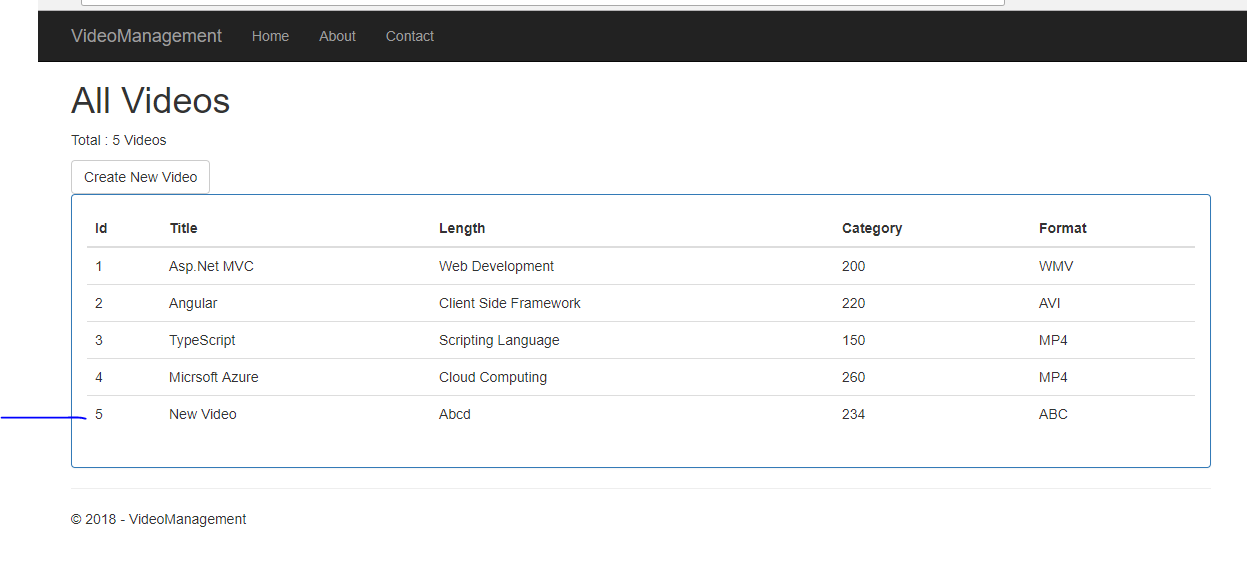 VideoManagement Home About Contact
All Videos
Total : 5 Videos
Create New Video
Id Title Length Category Format
1 Asp.Net MVC Web Development 200 WMV
2 Angular Client Side Framework 220 AVI
3 TypeScript Scripting Language 150 MP4
4 Micrsoft Azure Cloud Computing 260 MP4
5 New Video Abcd 234 ABC
© 2018 - VideoManagement